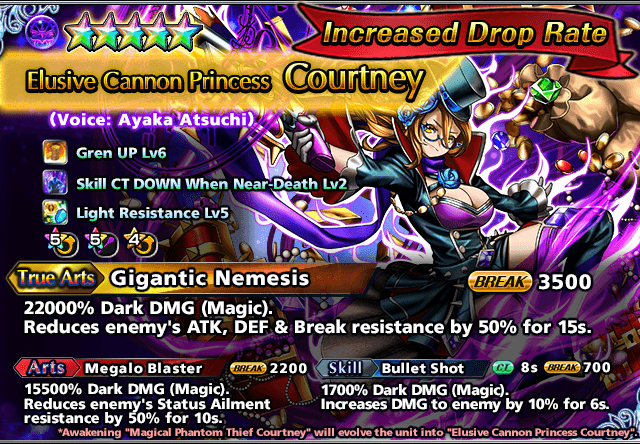 Increased Drop Rate
Elusive Cannon Princess Courtney
(Voice: Ayaka Atsuchi)
Gren UP Lv6
Skill CT DOWN When Near-Death Lv2
Light Resistance Lv5
5 5 4
True Arts Gigantic Nemesis BREAK 3500
22000% Dark DMG (Magic).
Reduces enemy's ATK, DEF & Break resistance by 50% for 15s.
Arts Megalo Blaster BREAK 2200
15500% Dark DMG (Magic).
Reduces enemy's Status Ailment
resistance by 50% for 10s.
Skill Bullet Shot C.T. 8s BREAK 700
1700% Dark DMG (Magic).
Increases DMG to enemy by 10% for 6s.
*Awakening "Magical Phantom Thief Courtney" will evolve the unit into "Elusive Cannon Princess Courtney"